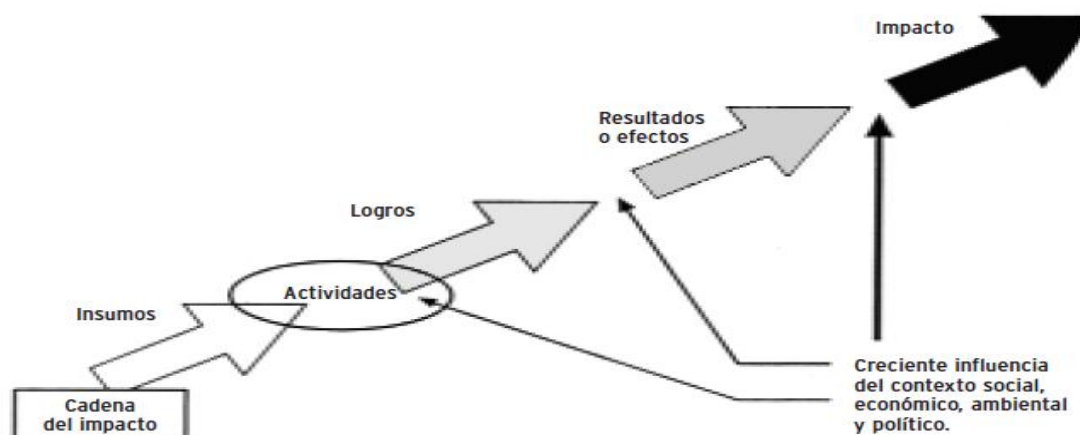 Impacto
Resultados
o efectos
Logros
Actividades
Insumos
Cadena
del impacto
Creciente influencia
del contexto social,
económico, ambiental
y político.